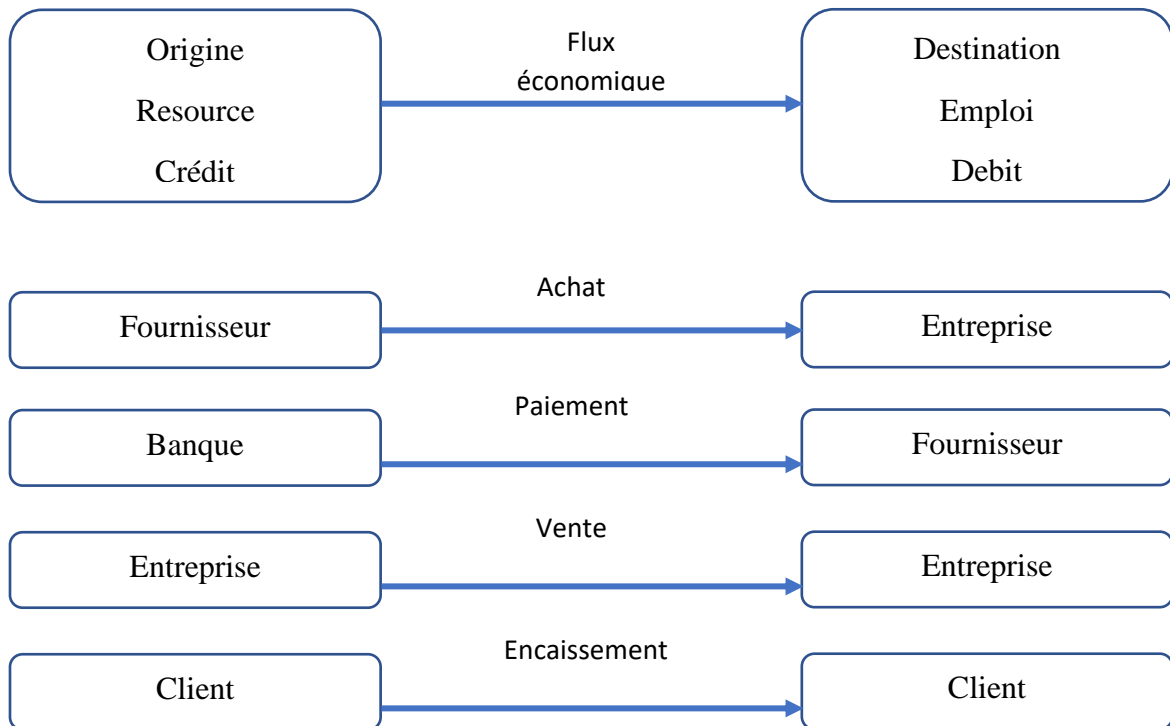 Origine
Resource
Crédit
Flux
économique
Destination
Emploi
Debit
Fournisseur
Achat
Entreprise
Banque
Paiement
Fournisseur
Entreprise
Vente
Entreprise
Client
Encaissement
Client